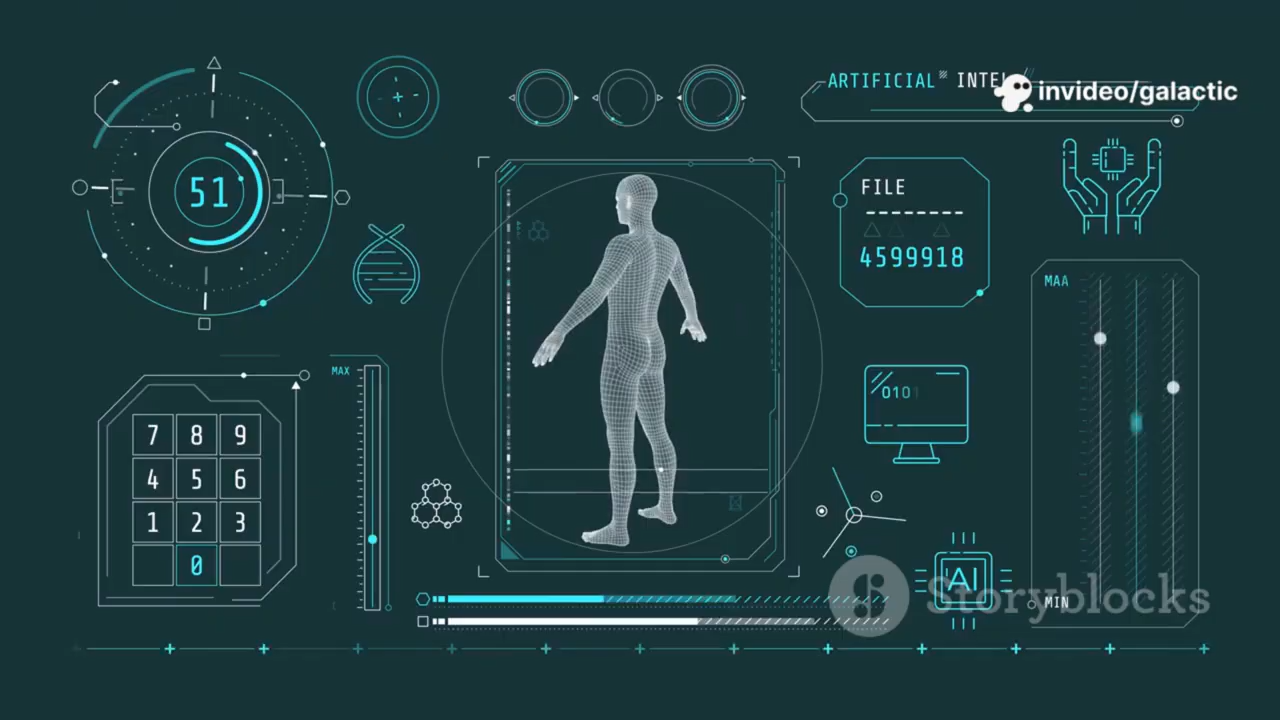 ARTIFICIAL INTEL
invideo/galactic
51
FILE
4599918
MAA
MAX
0101
7 8 9
4 5 6
1 2 3
0
AI
Storyblocks
MIN